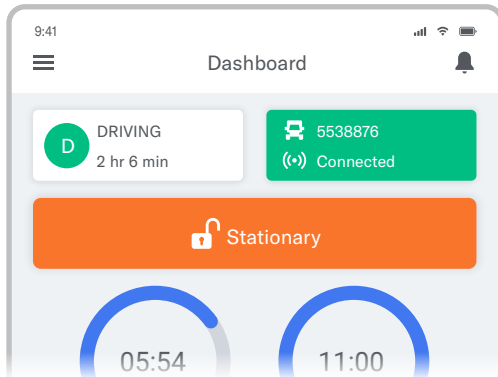 9:41
Dashboard
D
DRIVING
2 hr 6 min
5538876
Connected
Stationary
05:54
11:00